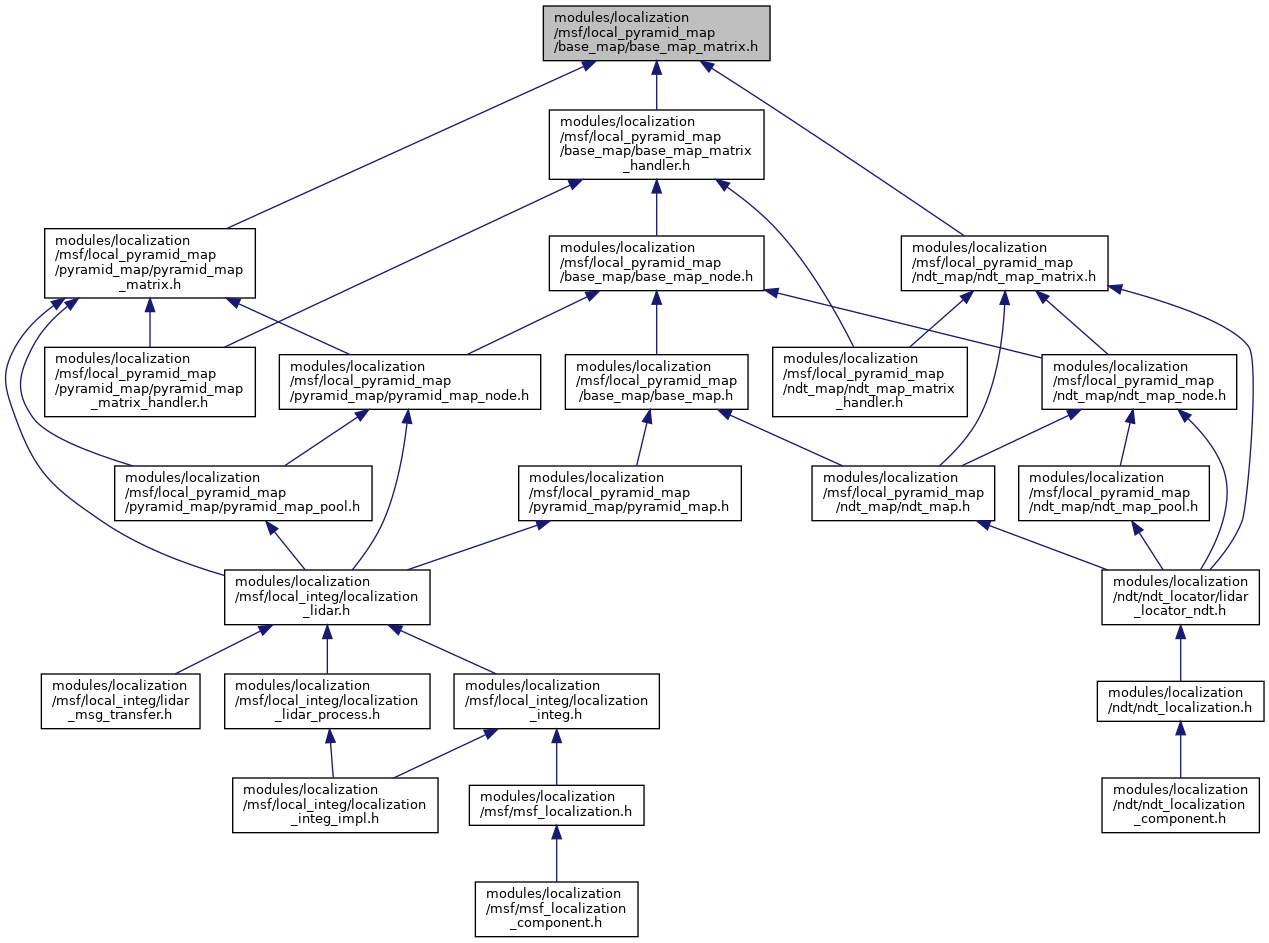 modules/localization
/msf/local_pyramid_map
/base_map/base_map_matrix.h
modules/localization
/msf/local_pyramid_map
/base_map/base_map_matrix
_handler.h
modules/localization
/msf/local_pyramid_map
/pyramid_map/pyramid_map
_matrix.h
modules/localization
/msf/local_pyramid_map
/base_map/base_map_node.h
modules/localization
/msf/local_pyramid_map
/ndt_map/ndt_map_matrix.h
modules/localization
/msf/local_pyramid_map
/pyramid_map/pyramid_map
_matrix_handler.h
modules/localization
/msf/local_pyramid_map
/pyramid_map/pyramid_map_node.h
modules/localization
/msf/local_pyramid_map
/base_map/base_map.h
modules/localization
/msf/local_pyramid_map
/ndt_map/ndt_map_matrix
_handler.h
modules/localization
/msf/local_pyramid_map
/ndt_map/ndt_map_node.h
modules/localization
/msf/local_pyramid_map
/pyramid_map/pyramid_map_pool.h
modules/localization
/msf/local_pyramid_map
/pyramid_map/pyramid_map.h
modules/localization
/msf/local_pyramid_map
/ndt_map/ndt_map.h
modules/localization
/msf/local_pyramid_map
/ndt_map/ndt_map_pool.h
modules/localization
/msf/local_integ/localization
_lidar.h
modules/localization
/ndt/ndt_locator/lidar
_locator_ndt.h
modules/localization
/msf/local_integ/lidar
_msg_transfer.h
modules/localization
/msf/local_integ/localization
_lidar_process.h
modules/localization
/msf/local_integ/localization
_integ.h
modules/localization
/ndt/ndt_localization.h
modules/localization
/msf/local_integ/localization
_integ_impl.h
modules/localization
/msf/msf_localization.h
modules/localization
/ndt/ndt_localization
_component.h
modules/localization
/msf/msf_localization
_component.h